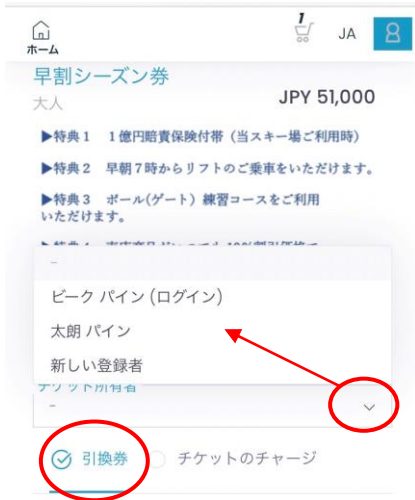 1
JA
ホーム
早割シーズン券
大人
JPY 51,000
▶特典１　１億円賠償保険付帯（当スキー場ご利用時）
▶特典２　早朝７時からリフトのご乗車をいただけます。
▶特典３　ポール(ゲート）練習コースをご利用
いただけます。
-
ビーク パイン (ログイン)
太朗 パイン
新しい登録者
チケット所有者
-
引換券
チケットのチャージ